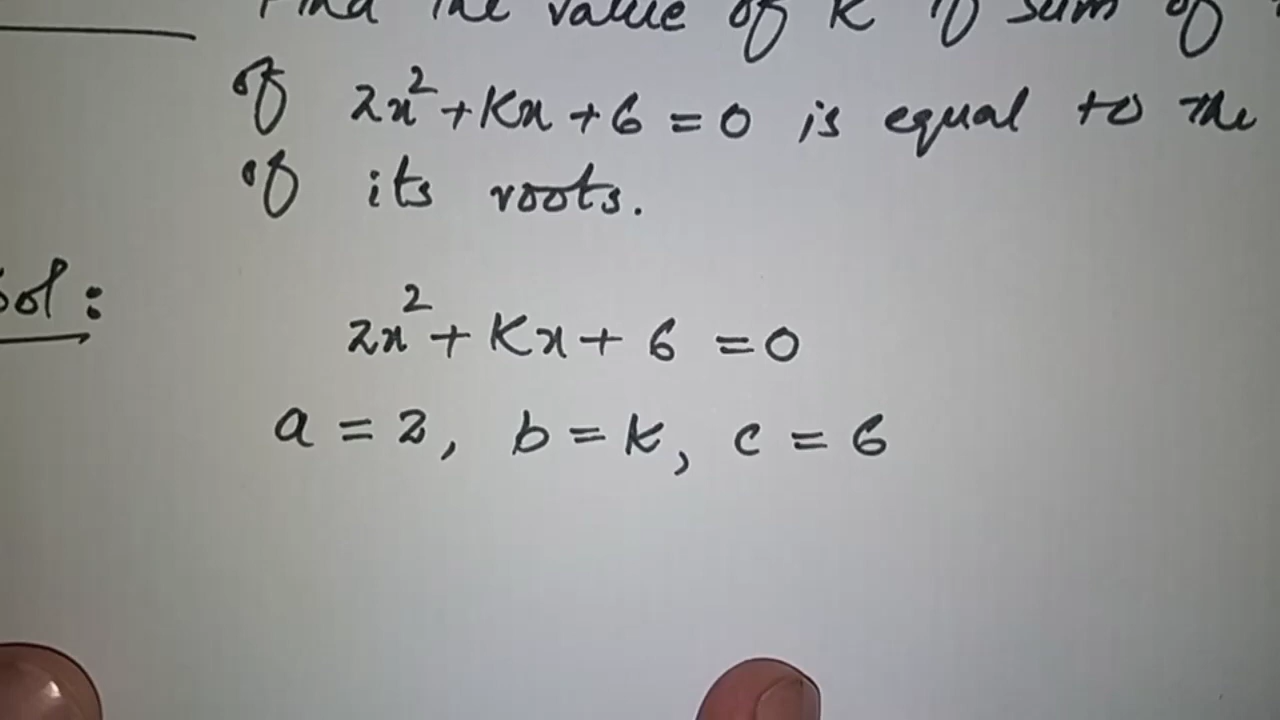 Find the value of K if sum of
of 2x²+Kx+6=0 is equal to the
of its roots.
Sol:
2x²+Kx+6=0
a=2, b=K, c=6